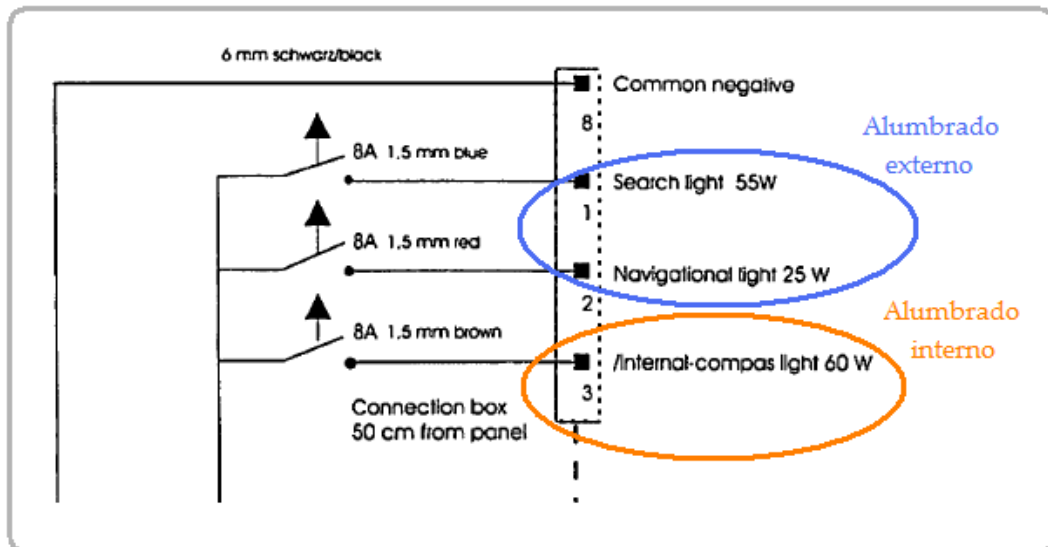 6 mm schwarz/black
Common negative
8
Alumbrado
externo
8A 1.5 mm blue
Search light 55W
1
8A 1.5 mm red
Navigational light 25 W
2
Alumbrado
interno
8A 1.5 mm brown
/Internal-compas light 60 W
3
Connection box
50 cm from panel